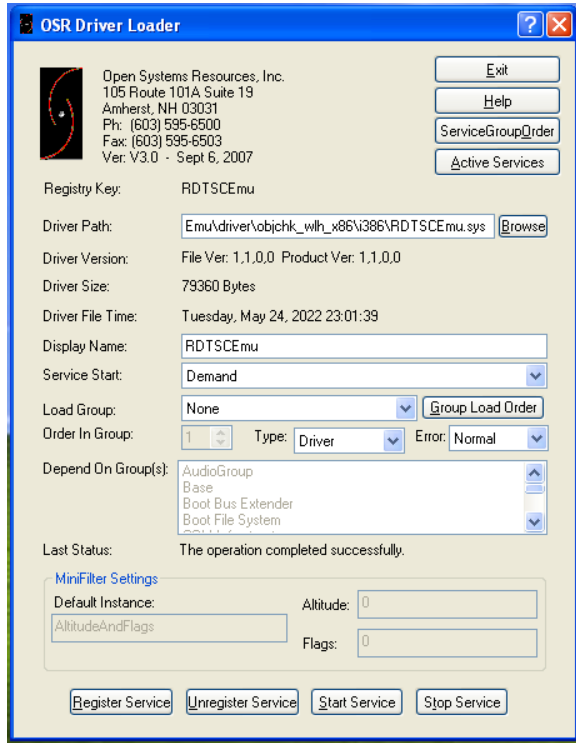 OSR Driver Loader
Open Systems Resources, Inc.
105 Route 101A Suite 19
Amherst, NH 03031
Ph: (603) 595-6500
Fax: (603) 595-6503
Ver: V3.0 - Sept 6, 2007
Exit
Help
ServiceGroupOrder
Active Services
Registry Key: RDTSCEmu
Driver Path: Emu\driver\objchk_wlh_x86\i386\RDTSCEmu.sys Browse
Driver Version: File Ver: 1,1,0,0 Product Ver: 1,1,0,0
Driver Size: 79360 Bytes
Driver File Time: Tuesday, May 24, 2022 23:01:39
Display Name: RDTSCEmu
Service Start: Demand
Load Group: None Group Load Order
Order In Group: 1 Type: Driver Error: Normal
Depend On Group(s): AudioGroup
Base
Boot Bus Extender
Boot File System
Last Status: The operation completed successfully.
MiniFilter Settings
Default Instance: Altitude: 0
AltitudeAndFlags
Flags: 0
Register Service Unregister Service Start Service Stop Service